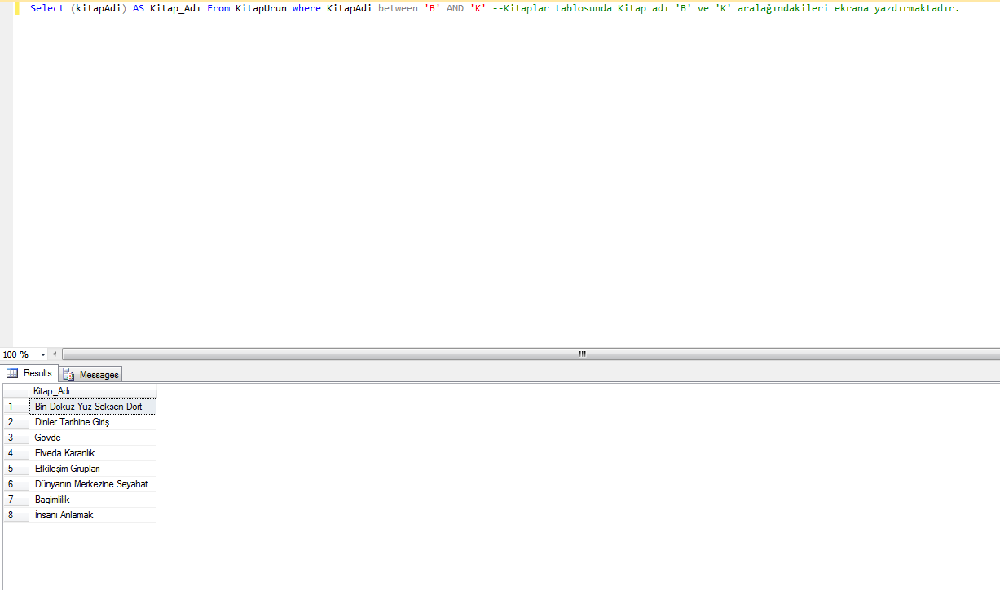 Select (kitapAdi) AS Kitap_Adı From KitapUrun where KitapAdi between 'B' AND 'K' --Kitaplar tablosunda Kitap adı 'B' ve 'K' aralağındakileri ekrana yazdırmaktadır.
100 %
Results Messages
Kitap_Adı
1 Bin Dokuz Yüz Seksen Dört
2 Dinler Tarihine Giriş
3 Gövde
4 Elveda Karanlık
5 Etkileşim Grupları
6 Dünyanın Merkezine Seyahat
7 Bagimlilik
8 İnsanı Anlamak